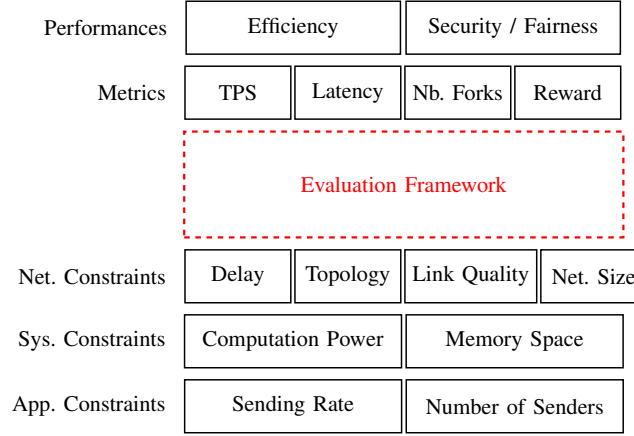 Performances Efficiency Security / Fairness
Metrics TPS Latency Nb. Forks Reward
Evaluation Framework
Net. Constraints Delay Topology Link Quality Net. Size
Sys. Constraints Computation Power Memory Space
App. Constraints Sending Rate Number of Senders